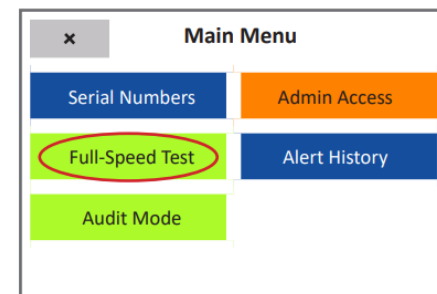 × Main Menu
Serial Numbers Admin Access
Full-Speed Test Alert History
Audit Mode